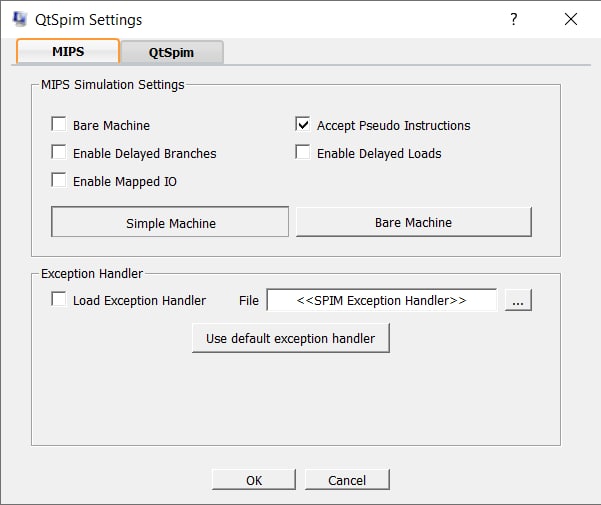 QtSpim Settings ?
MIPS QtSpim
MIPS Simulation Settings
Bare Machine Accept Pseudo Instructions
Enable Delayed Branches Enable Delayed Loads
Enable Mapped IO
Simple Machine Bare Machine
Exception Handler
Load Exception Handler File <<SPIM Exception Handler>> ...
Use default exception handler
OK Cancel